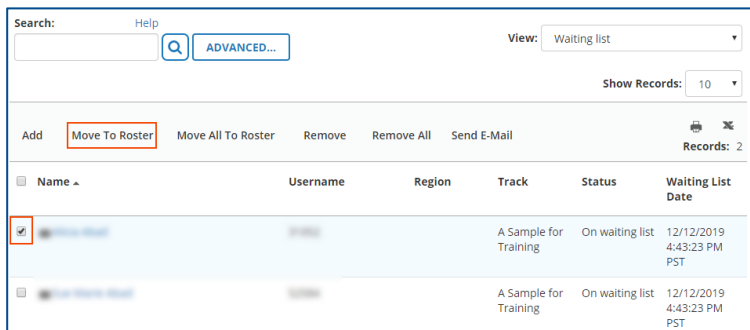 Search: Help
ADVANCED...
View: Waiting list
Show Records: 10
Add Move To Roster Move All To Roster Remove Remove All Send E-Mail
Records: 2
Name Username Region Track Status Waiting List
Date
A Sample for On waiting list 12/12/2019
Training 4:43:23 PM
PST
A Sample for On waiting list 12/12/2019
Training 4:43:23 PM
PST